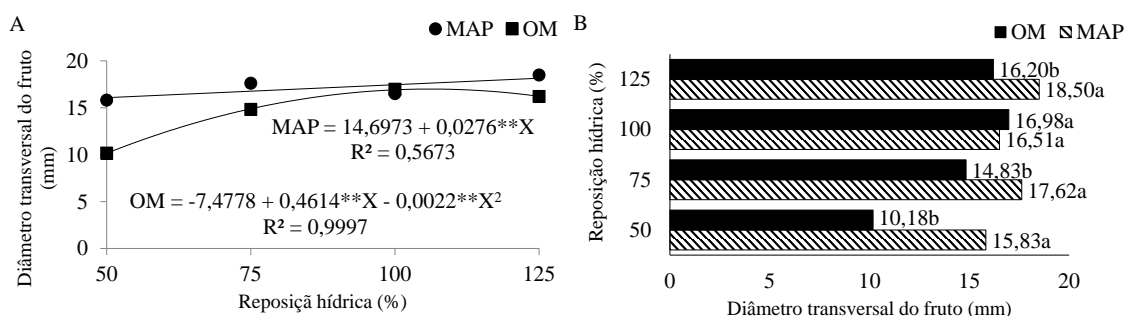 A
MAP OM
Diâmetro transversal do fruto
(mm)
20
15
10
5
0
MAP = 14,6973 + 0,0276**X
R² = 0,5673
OM = -7,4778 + 0,4614**X - 0,0022**X²
R² = 0,9997
50 75 100 125
Reposiçã hídrica (%)
B
OM MAP
Reposição hídrica (%)
125
16,20b
18,50a
100
16,98a
16,51a
75
14,83b
17,62a
50
10,18b
15,83a
0 5 10 15 20
Diâmetro transversal do fruto (mm)